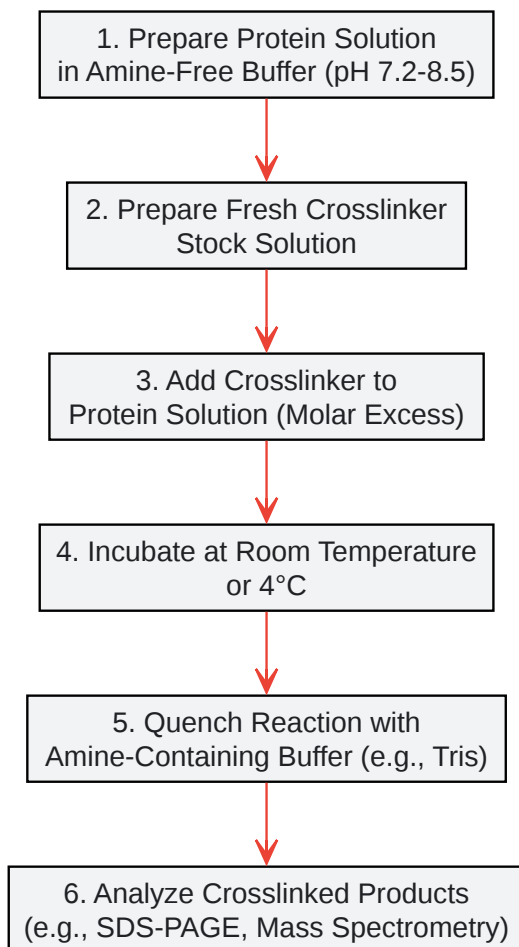 1. Prepare Protein Solution
in Amine-Free Buffer (pH 7.2-8.5)
2. Prepare Fresh Crosslinker
Stock Solution
3. Add Crosslinker to
Protein Solution (Molar Excess)
4. Incubate at Room Temperature
or 4°C
5. Quench Reaction with
Amine-Containing Buffer (e.g., Tris)
6. Analyze Crosslinked Products
(e.g., SDS-PAGE, Mass Spectrometry)